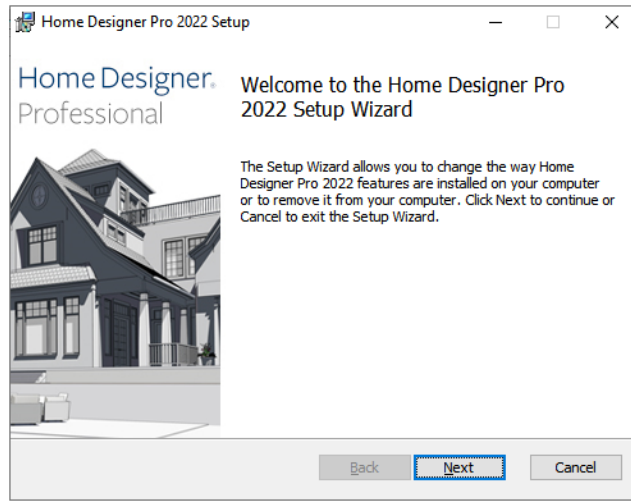 Home Designer Pro 2022 Setup
Home Designer®
Professional
Welcome to the Home Designer Pro
2022 Setup Wizard
The Setup Wizard allows you to change the way Home
Designer Pro 2022 features are installed on your computer
or to remove it from your computer. Click Next to continue or
Cancel to exit the Setup Wizard.
Back
Next
Cancel